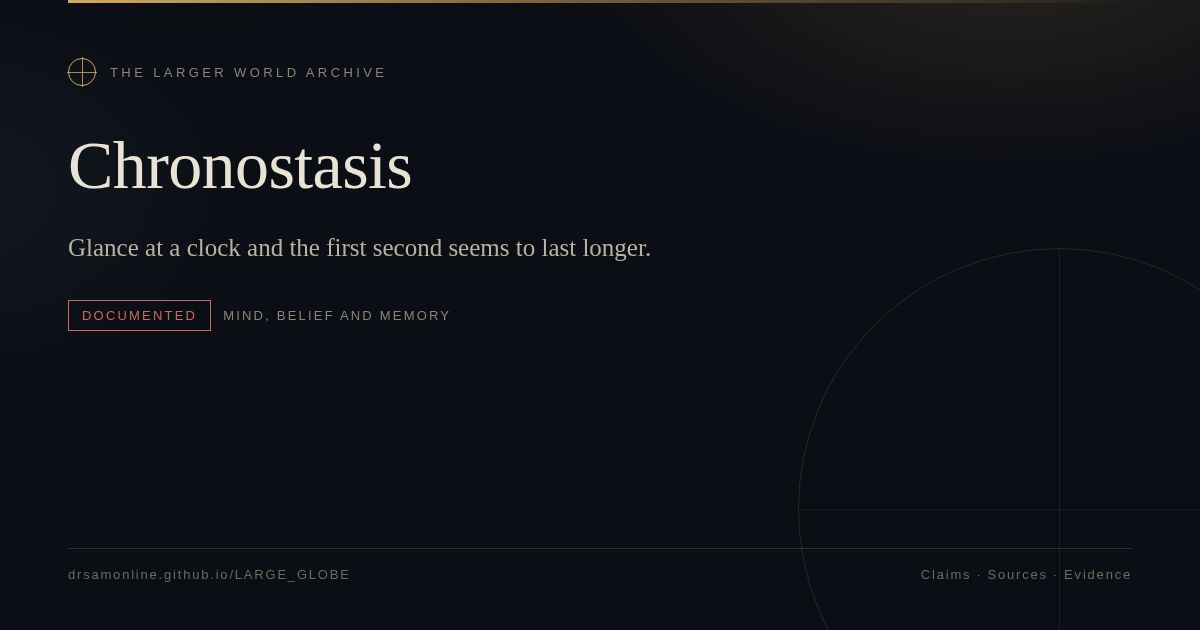 THE LARGER WORLD ARCHIVE
Chronostasis
Glance at a clock and the first second seems to last longer.
DOCUMENTED MIND, BELIEF AND MEMORY
drsamonline.github.io/LARGE_GLOBE Claims · Sources · Evidence